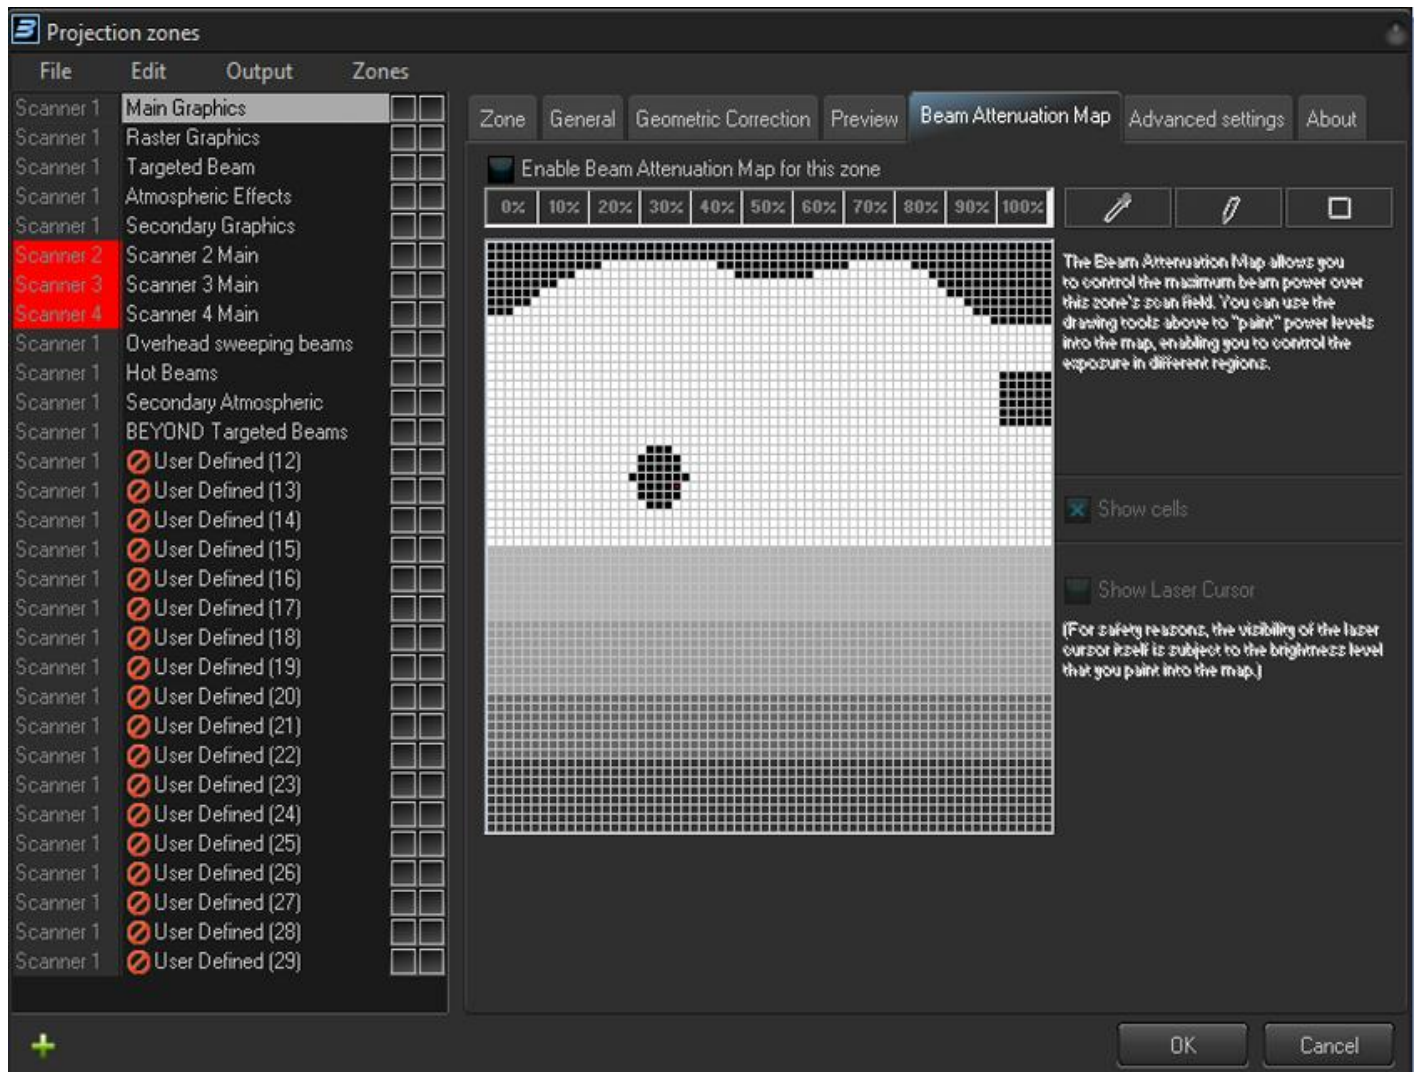 Projection zones
File Edit Output Zones
Scanner 1 Main Graphics
Scanner 1 Raster Graphics
Scanner 1 Targeted Beam
Scanner 1 Atmospheric Effects
Scanner 1 Secondary Graphics
Scanner 2 Scanner 2 Main
Scanner 3 Scanner 3 Main
Scanner 4 Scanner 4 Main
Scanner 1 Overhead sweeping beams
Scanner 1 Hot Beams
Scanner 1 Secondary Atmospheric
Scanner 1 BEYOND Targeted Beams
Scanner 1 User Defined (12)
Scanner 1 User Defined (13)
Scanner 1 User Defined (14)
Scanner 1 User Defined (15)
Scanner 1 User Defined (16)
Scanner 1 User Defined (17)
Scanner 1 User Defined (18)
Scanner 1 User Defined (19)
Scanner 1 User Defined (20)
Scanner 1 User Defined (21)
Scanner 1 User Defined (22)
Scanner 1 User Defined (23)
Scanner 1 User Defined (24)
Scanner 1 User Defined (25)
Scanner 1 User Defined (26)
Scanner 1 User Defined (27)
Scanner 1 User Defined (28)
Scanner 1 User Defined (29)
Zone General Geometric Correction Preview Beam Attenuation Map Advanced settings About
Enable Beam Attenuation Map for this zone
0% 10% 20% 30% 40% 50% 60% 70% 80% 90% 100%
The Beam Attenuation Map allows you
to control the maximum beam power over
this zone's scan field. You can use the
drawing tools above to "paint" power levels
into the map, enabling you to control the
exposure in different regions.
Show cells
Show Laser Cursor
(For safety reasons, the visibility of the laser
cursor itself is subject to the brightness level
that you paint into the map.)
OK Cancel